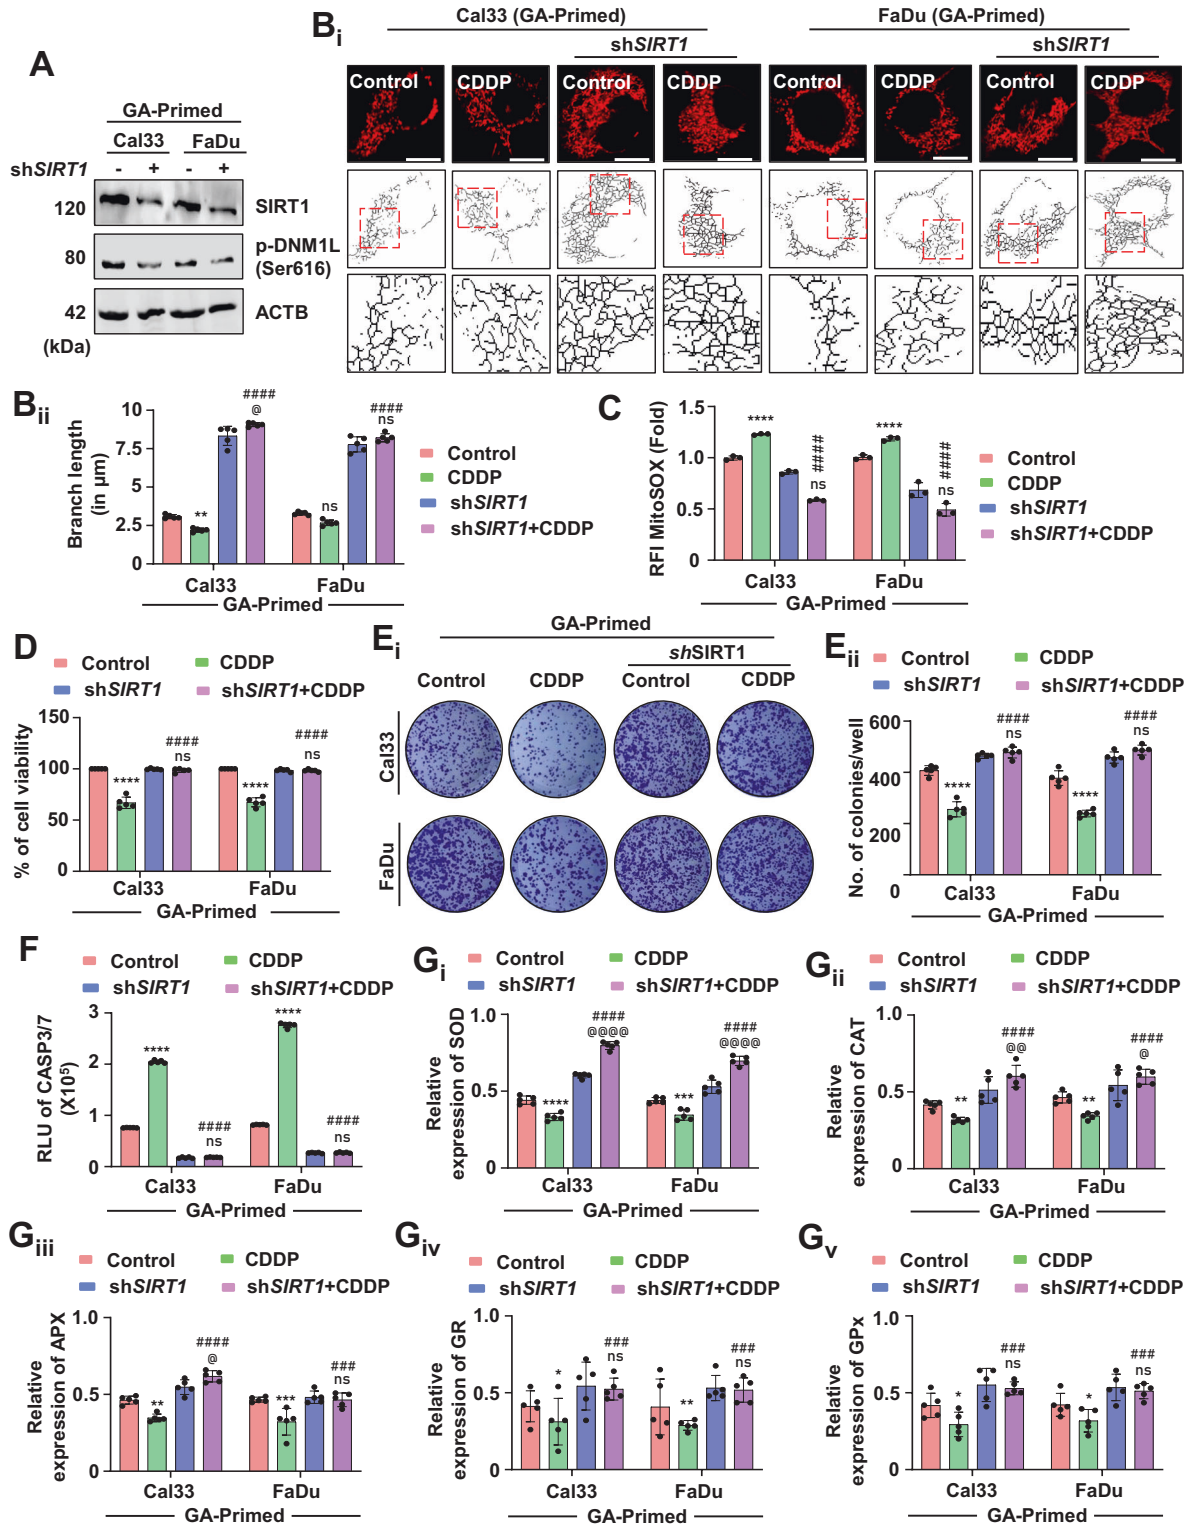 A
GA-Primed
Cal33 FaDu
shSIRT1 - + - +
120 SIRT1
80 p-DNM1L
(Ser616)
42 ACTB
(kDa)
Bi
Cal33 (GA-Primed) FaDu (GA-Primed)
shSIRT1 shSIRT1
Control CDDP Control CDDP Control CDDP Control CDDP
Bii
Branch length
(in µm)
10
7.5
5
2.5
0
** #### @ ns #### ns
Cal33 FaDu
GA-Primed
Control
CDDP
shSIRT1
shSIRT1+CDDP
C
RFI MitoSOX (Fold)
1.5
1.0
0.5
0
**** #### ns **** #### ns
Cal33 FaDu
GA-Primed
Control
CDDP
shSIRT1
shSIRT1+CDDP
D
Control CDDP
shSIRT1 shSIRT1+CDDP
% of cell viability
150
100
50
0
**** #### ns **** #### ns
Cal33 FaDu
GA-Primed
Ei
GA-Primed
shSIRT1
Control CDDP Control CDDP
Cal33
FaDu
Eii
Control CDDP
shSIRT1 shSIRT1+CDDP
No. of colonies/well
600
400
200
0
**** #### ns **** #### ns
Cal33 FaDu
GA-Primed
F
Control CDDP
shSIRT1 shSIRT1+CDDP
RLU of CASP3/7
(X10⁵)
3
2
1
0
**** #### ns **** #### ns
Cal33 FaDu
GA-Primed
Gi
Control CDDP
shSIRT1 shSIRT1+CDDP
Relative
expression of SOD
1.0
0.5
0
**** #### @@@@ *** #### @@@@
Cal33 FaDu
GA-Primed
Gii
Control CDDP
shSIRT1 shSIRT1+CDDP
Relative
expression of CAT
1.0
0.5
0
** #### @@ ** #### @
Cal33 FaDu
GA-Primed
Giii
Control CDDP
shSIRT1 shSIRT1+CDDP
Relative
expression of APX
1.0
0.5
0
** #### @ *** ### ns
Cal33 FaDu
GA-Primed
Giv
Control CDDP
shSIRT1 shSIRT1+CDDP
Relative
expression of GR
1.0
0.5
0
* ### ns ** ### ns
Cal33 FaDu
GA-Primed
Gv
Control CDDP
shSIRT1 shSIRT1+CDDP
Relative
expression of GPx
1.0
0.5
0
* ### ns * ### ns
Cal33 FaDu
GA-Primed